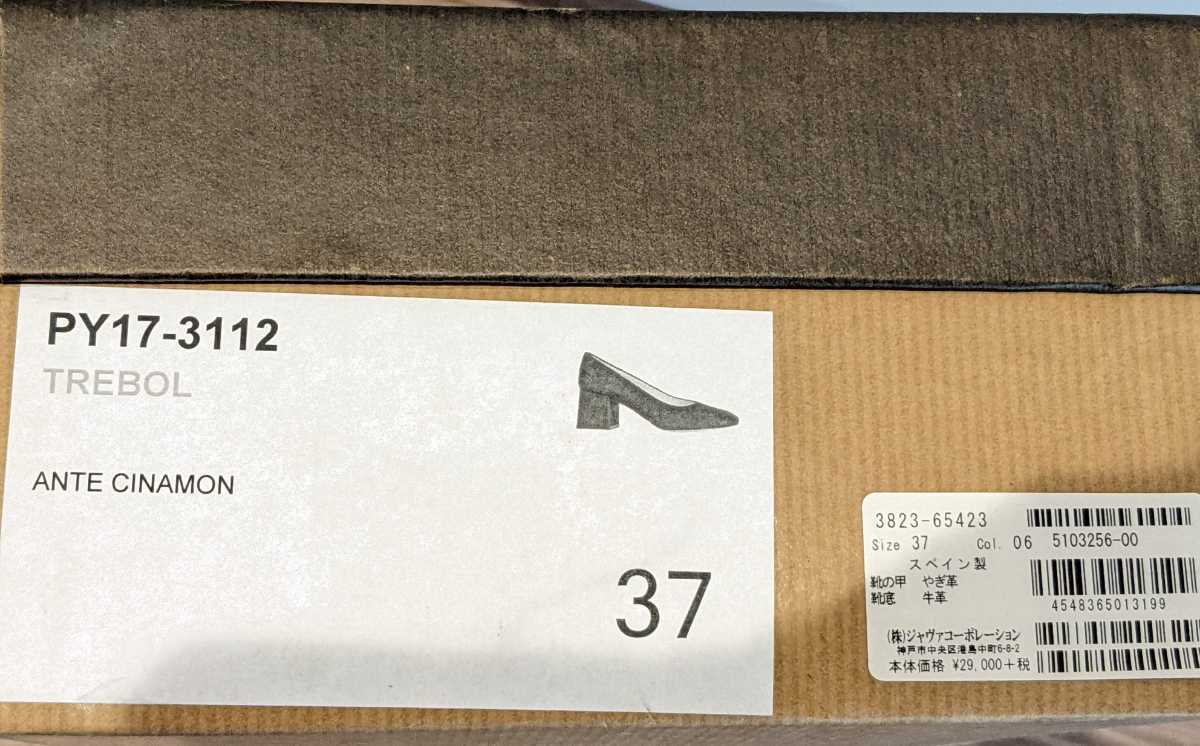 PY17-3112
TREBOL
ANTE CINAMON
37
3823-65423
Size 37 Col. 06 5103256-00
スペイン製
靴の甲 やぎ革
靴底 牛革
4548365013199
(株)ジャヴァコーポレーション
神戸市中央区港島中町6-8-2
本体価格 ¥29,000+税